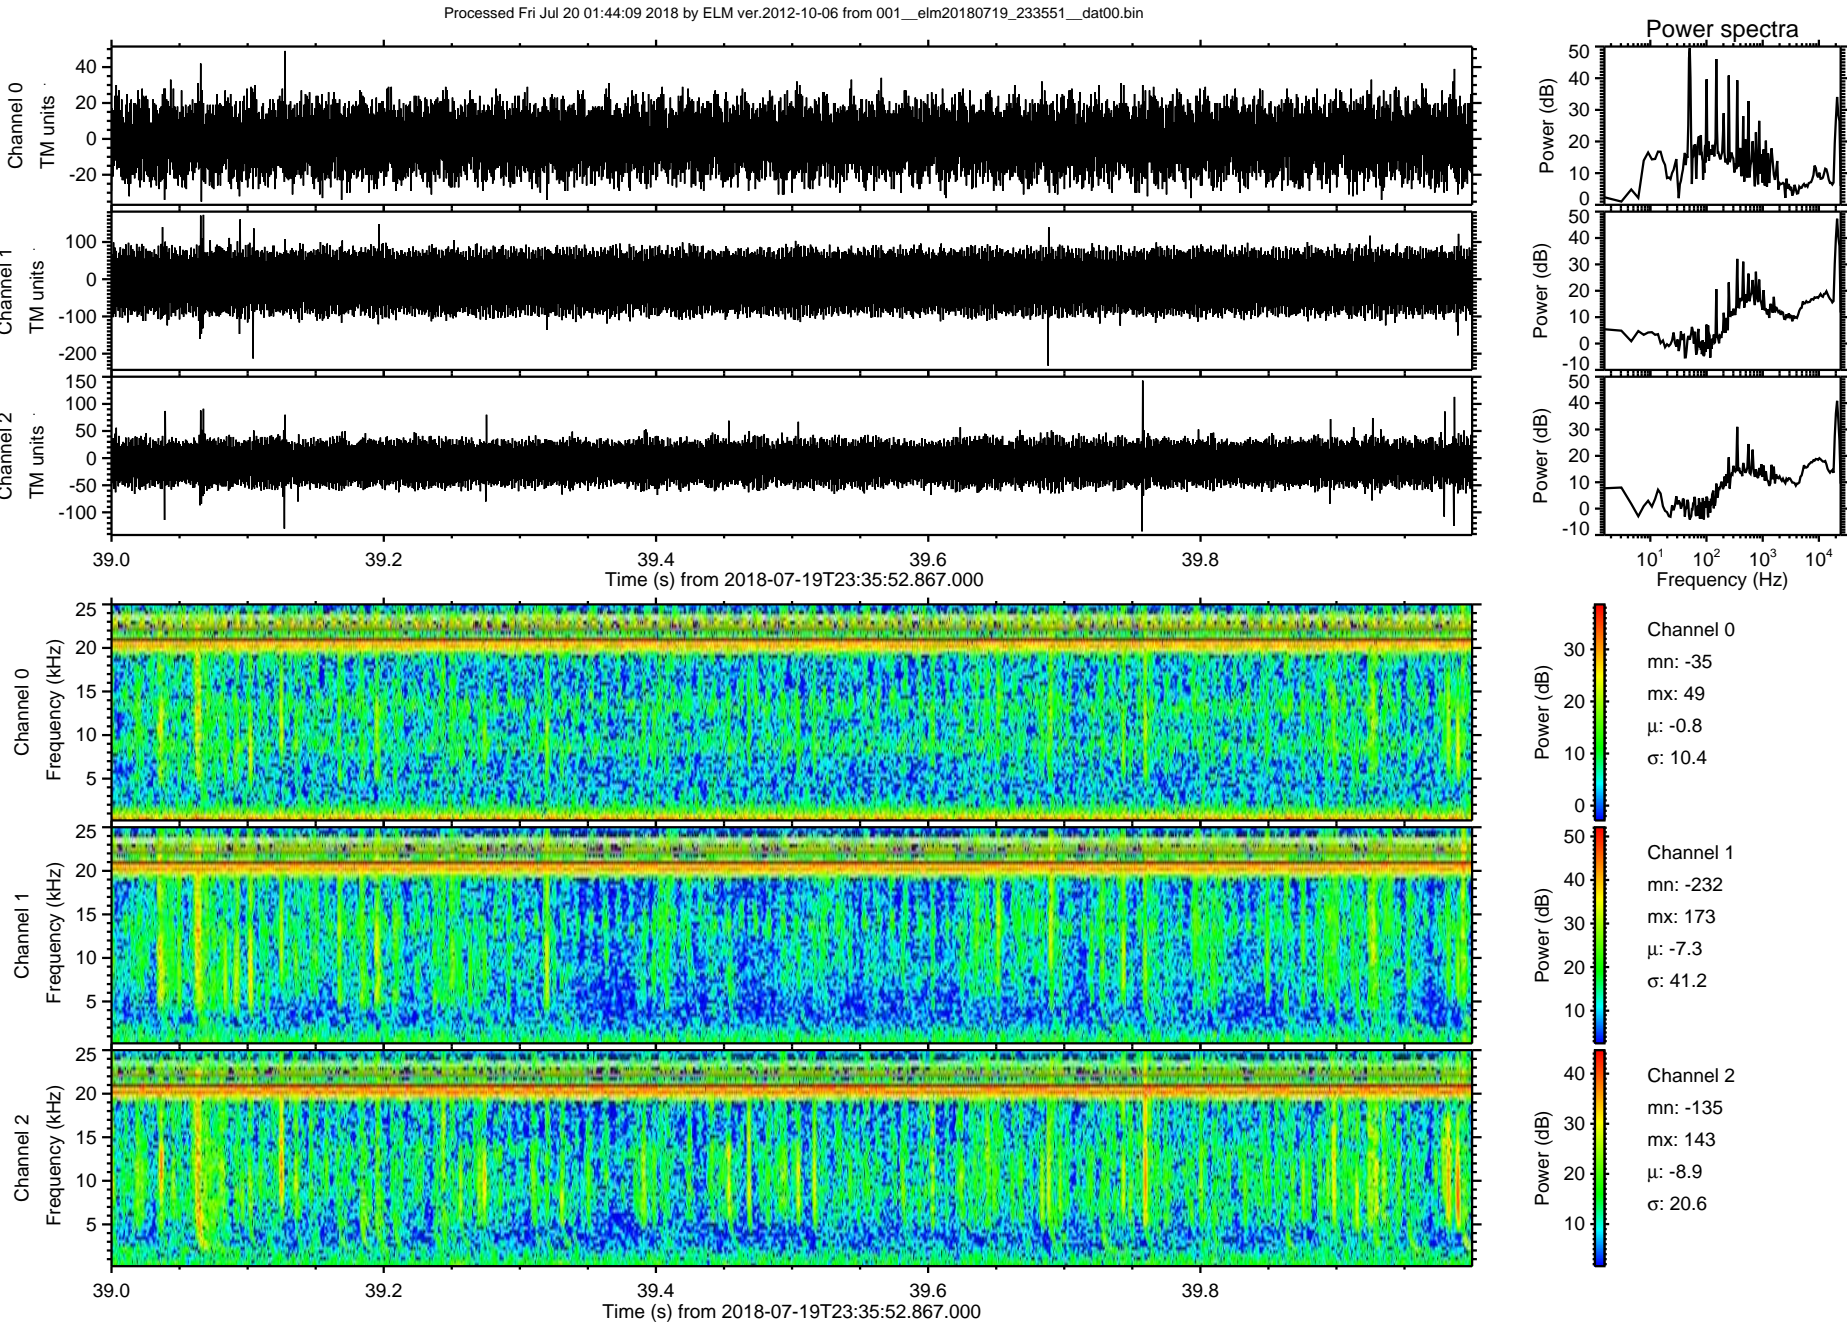 Processed Fri Jul 20 01:44:09 2018 by ELM ver.2012-10-06 from 001__elm20180719_233551__dat00.bin
Power spectra
Channel 0
TM units
40
20
0
-20
Power (dB)
50
40
30
20
10
0
Channel 1
TM units
100
0
-100
-200
Power (dB)
50
40
30
20
10
0
-10
Channel 2
TM units
150
100
50
0
-50
-100
Power (dB)
50
40
30
20
10
0
-10
39.0 39.2 39.4 39.6 39.8
Time (s) from 2018-07-19T23:35:52.867.000
10¹ 10² 10³ 10⁴
Frequency (Hz)
Channel 0
Frequency (kHz)
25
20
15
10
5
Power (dB)
30
20
10
0
Channel 0
mn: -35
mx: 49
μ: -0.8
σ: 10.4
Channel 1
Frequency (kHz)
25
20
15
10
5
Power (dB)
50
40
30
20
10
Channel 1
mn: -232
mx: 173
μ: -7.3
σ: 41.2
Channel 2
Frequency (kHz)
25
20
15
10
5
Power (dB)
40
30
20
10
Channel 2
mn: -135
mx: 143
μ: -8.9
σ: 20.6
39.0 39.2 39.4 39.6 39.8
Time (s) from 2018-07-19T23:35:52.867.000